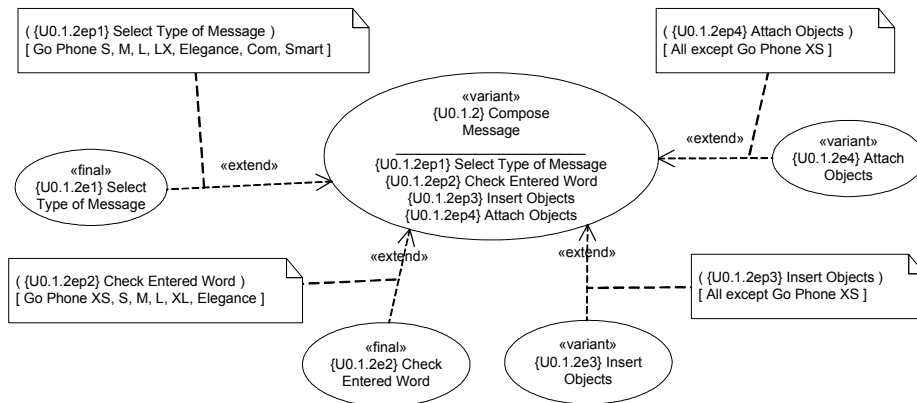 ( {U0.1.2ep1} Select Type of Message )
[ Go Phone S, M, L, LX, Elegance, Com, Smart ]
( {U0.1.2ep4} Attach Objects )
[ All except Go Phone XS ]
«variant»
{U0.1.2} Compose
Message
{U0.1.2ep1} Select Type of Message
{U0.1.2ep2} Check Entered Word
{U0.1.2ep3} Insert Objects
{U0.1.2ep4} Attach Objects
«extend»
«variant»
{U0.1.2e4} Attach
Objects
«final»
{U0.1.2e1} Select
Type of Message
«extend»
«extend»
«extend»
( {U0.1.2ep2} Check Entered Word )
[ Go Phone XS, S, M, L, XL, Elegance ]
( {U0.1.2ep3} Insert Objects )
[ All except Go Phone XS ]
«final»
{U0.1.2e2} Check
Entered Word
«variant»
{U0.1.2e3} Insert
Objects